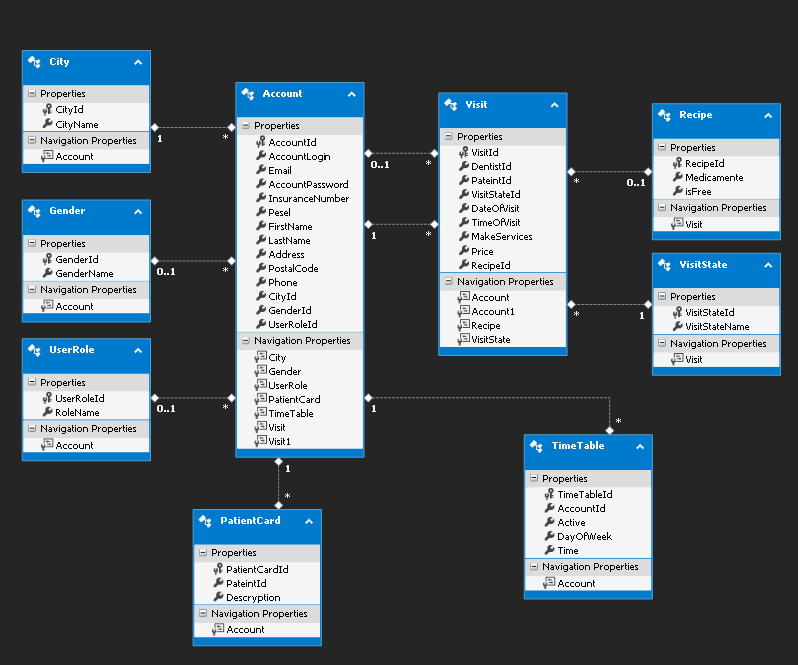 City
Properties
CityId
CityName
Navigation Properties
Account
1
*
Gender
Properties
GenderId
GenderName
Navigation Properties
Account
0..1
*
UserRole
Properties
UserRoleId
RoleName
Navigation Properties
Account
0..1
*
Account
Properties
AccountId
AccountLogin
Email
AccountPassword
InsuranceNumber
Pesel
FirstName
LastName
Address
PostalCode
Phone
CityId
GenderId
UserRoleId
Navigation Properties
City
Gender
UserRole
PatientCard
TimeTable
Visit
Visit1
0..1
*
1
*
1
*
1
*
PatientCard
Properties
PatientCardId
PateintId
Descryption
Navigation Properties
Account
Visit
Properties
VisitId
DentistId
PateintId
VisitStateId
DateOfVisit
TimeOfVisit
MakeServices
Price
RecipeId
Navigation Properties
Account
Account1
Recipe
VisitState
*
0..1
*
1
Recipe
Properties
RecipeId
Medicamente
isFree
Navigation Properties
Visit
VisitState
Properties
VisitStateId
VisitStateName
Navigation Properties
Visit
TimeTable
Properties
TimeTableId
AccountId
Active
DayOfWeek
Time
Navigation Properties
Account